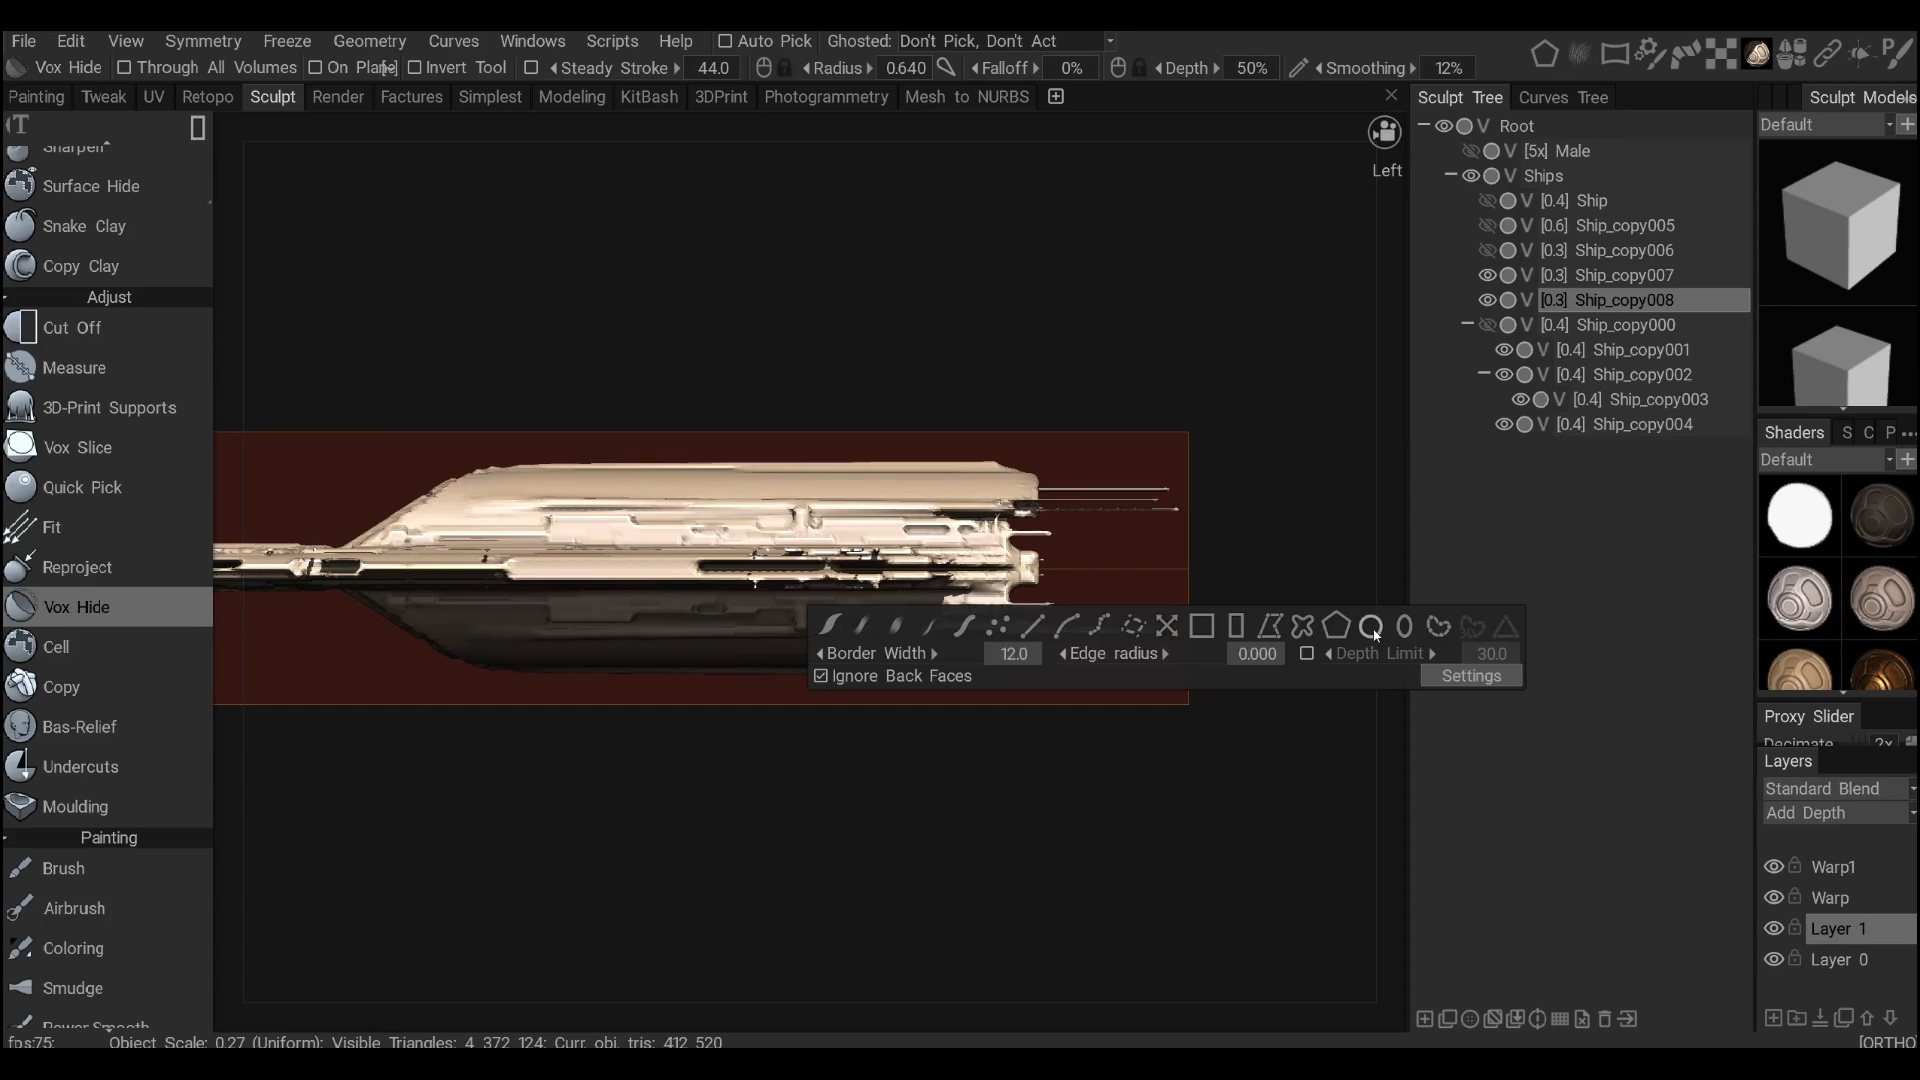 File Edit View Symmetry Freeze Geometry Curves Windows Scripts Help Auto Pick Ghosted: Don't Pick, Don't Act
Vox Hide Through All Volumes On Plane Invert Tool Steady Stroke 44.0 Radius 0.640 Falloff 0% Depth 50% Smoothing 12%
Painting Tweak UV Retopo Sculpt Render Factures Simplest Modeling KitBash 3DPrint Photogrammetry Mesh to NURBS
Sculpt Tree Curves Tree
Sculpt Models
Default
T
Sharpen
Surface Hide
Snake Clay
Copy Clay
Adjust
Cut Off
Measure
3D-Print Supports
Vox Slice
Quick Pick
Fit
Reproject
Vox Hide
Cell
Copy
Bas-Relief
Undercuts
Moulding
Painting
Brush
Airbrush
Coloring
Smudge
Power Smooth
Left
Border Width 12.0 Edge radius 0.000 Depth Limit 30.0
Ignore Back Faces Settings
V Root
V [5x] Male
V Ships
V [0.4] Ship
V [0.6] Ship_copy005
V [0.3] Ship_copy006
V [0.3] Ship_copy007
V [0.3] Ship_copy008
V [0.4] Ship_copy000
V [0.4] Ship_copy001
V [0.4] Ship_copy002
V [0.4] Ship_copy003
V [0.4] Ship_copy004
Shaders S C P ...
Default
Proxy Slider
Decimate 2x
Layers
Standard Blend
Add Depth
Warp1
Warp
Layer 1
Layer 0
fps:75; Object Scale: 0.27 (Uniform); Visible Triangles: 4 372 124; Curr. obj. tris: 412 520
[ORTHO